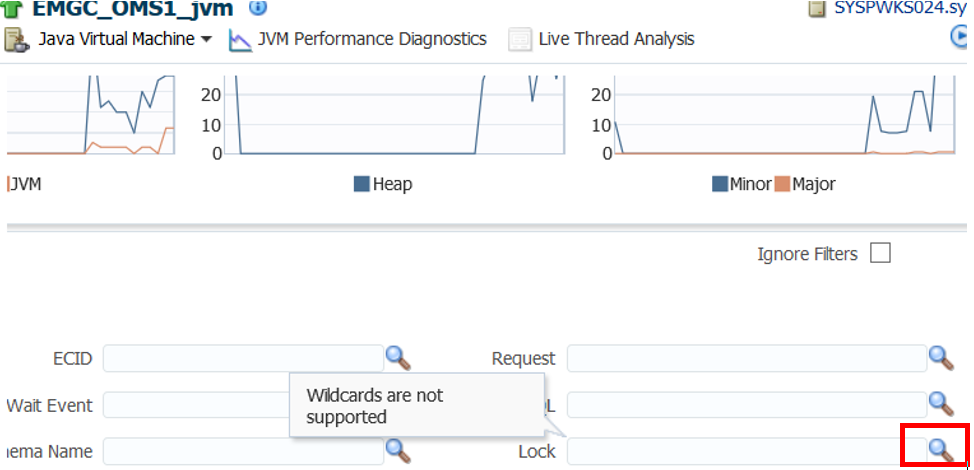 EMGC_OMS1_jvm
SYSPWKS024.sy
Java Virtual Machine JVM Performance Diagnostics Live Thread Analysis
20
10
0
20
10
0
JVM
Heap
Minor Major
Ignore Filters
ECID
Request
Wildcards are not
supported
Wait Event
QL
ema Name
Lock